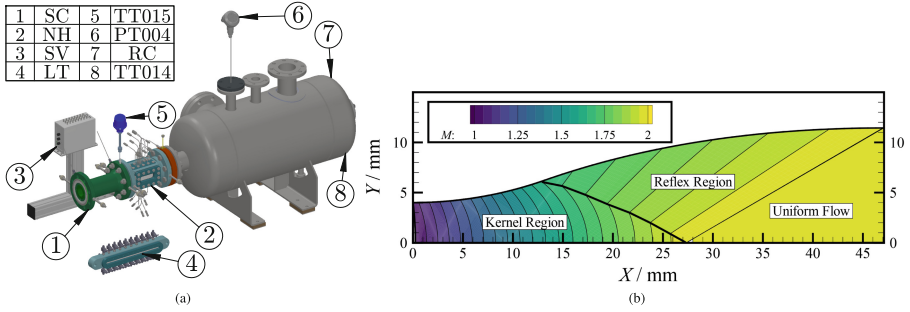 1 SC 5 TT015
2 NH 6 PT004
3 SV 7 RC
4 LT 8 TT014
6
7
5
3
8
1
2
4
(a)
M: 1 1.25 1.5 1.75 2
10
5
0
Y / mm
10
5
0
Reflex Region
Kernel Region
Uniform Flow
0 5 10 15 20 25 30 35 40 45
X / mm
(b)